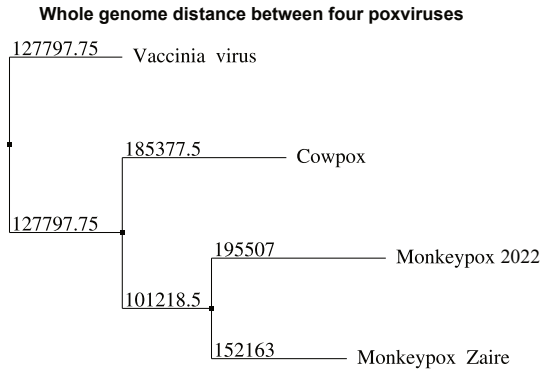 Whole genome distance between four poxviruses
127797.75
Vaccinia virus
185377.5
Cowpox
127797.75
195507
Monkeypox 2022
101218.5
152163
Monkeypox Zaire